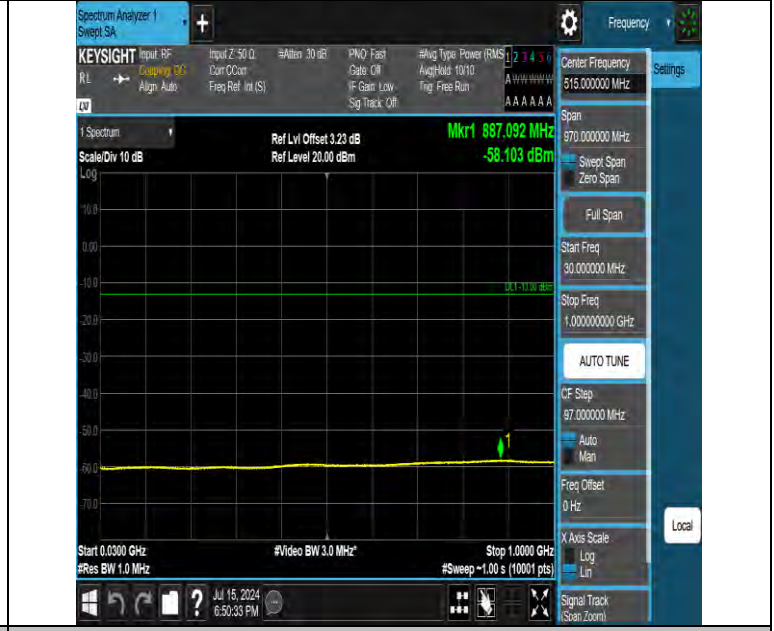 Spectrum Analyzer 1
Swept SA
+
Frequency
KEYSIGHT
RL
Input: RF
Coupling: DC
Align: Auto
Input Z: 50 Ω
Corr CCorr
Freq Ref: Int (S)
#Atten: 30 dB
PNO: Fast
Gate: Off
IF Gain: Low
Sig Track: Off
#Avg Type: Power (RMS
Avg|Hold: 10/10
Trig: Free Run
1 2 3 4 5 6
A W W W W W
A A A A A A
1 Spectrum
Scale/Div 10 dB
Log
Ref Lvl Offset 3.23 dB
Ref Level 20.00 dBm
Mkr1 887.092 MHz
-58.103 dBm
10.0
0.00
-10.0
-20.0
-30.0
-40.0
-50.0
-60.0
-70.0
DL1 -13.00 dBm
1
Start 0.0300 GHz
#Res BW 1.0 MHz
#Video BW 3.0 MHz*
Stop 1.0000 GHz
#Sweep ~1.00 s (10001 pts)
Center Frequency
515.000000 MHz
Settings
Span
970.000000 MHz
Swept Span
Zero Span
Full Span
Start Freq
30.000000 MHz
Stop Freq
1.000000000 GHz
AUTO TUNE
CF Step
97.000000 MHz
Auto
Man
Freq Offset
0 Hz
X Axis Scale
Log
Lin
Local
Signal Track
(Span Zoom)
?
Jul 15, 2024
6:50:33 PM